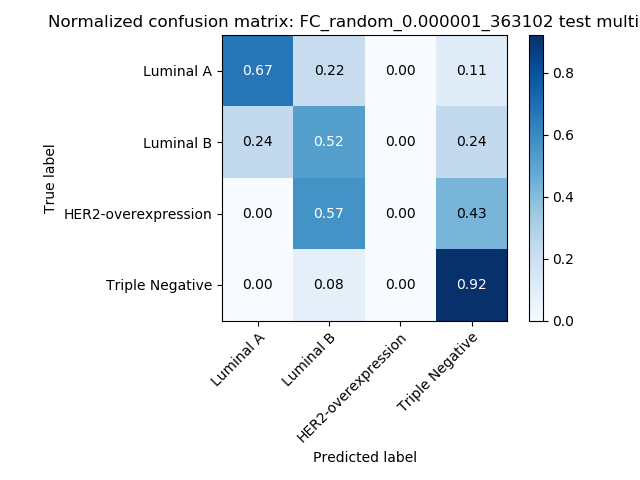 Normalized confusion matrix: FC_random_0.000001_363102 test multi
Luminal A 0.67 0.22 0.00 0.11
Luminal B 0.24 0.52 0.00 0.24
HER2-overexpression 0.00 0.57 0.00 0.43
Triple Negative 0.00 0.08 0.00 0.92
True label
Luminal A
Luminal B
HER2-overexpression
Triple Negative
Predicted label
0.8
0.6
0.4
0.2
0.0